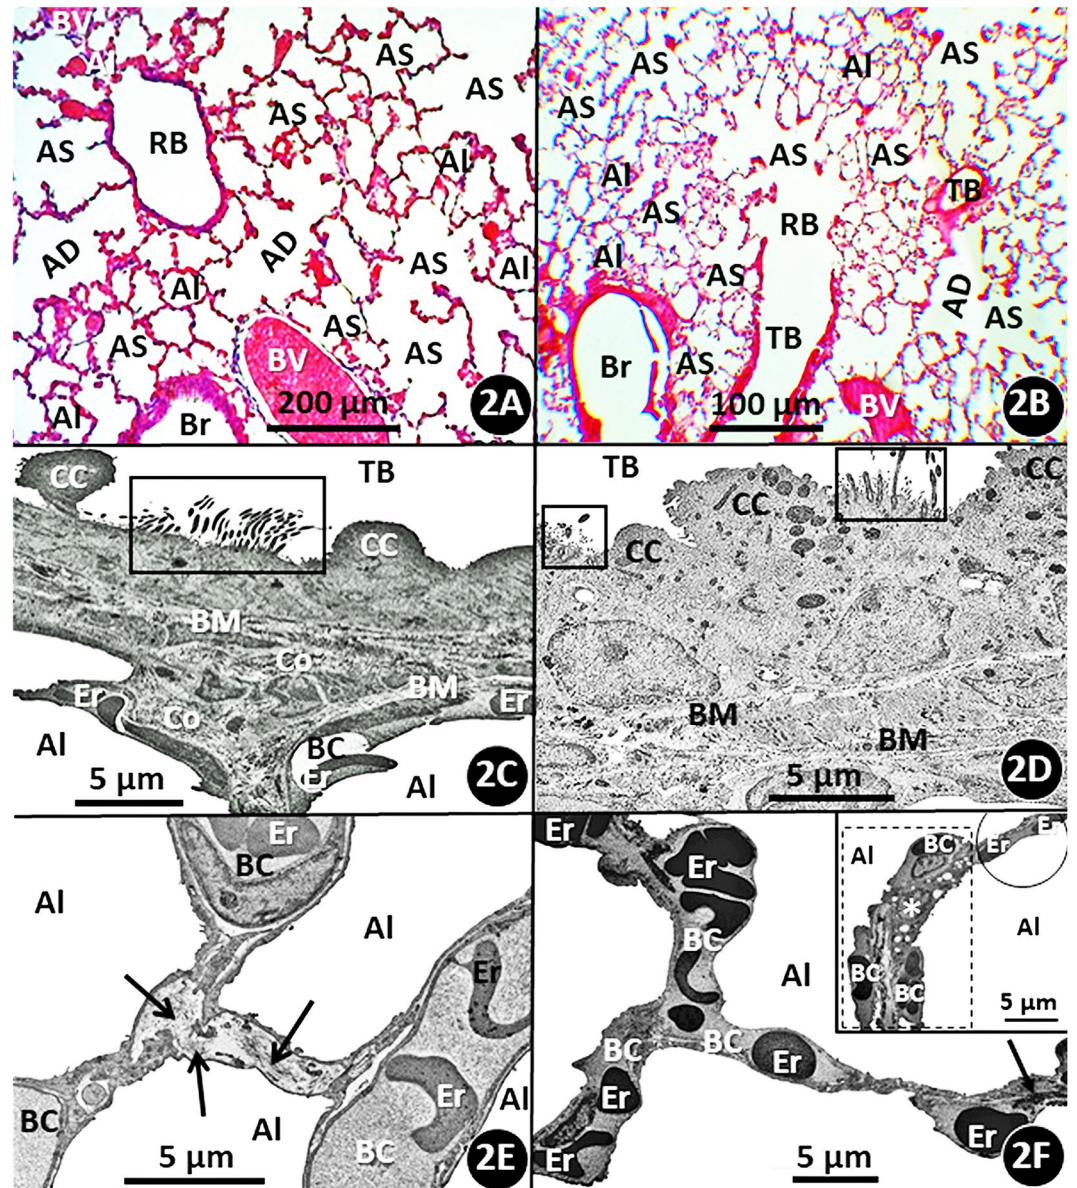 BV
Al
AS
AS
RB
AS
AS
AL
AD
AD
AS
Al
Al
AS
AS
AS
BV
200 µm
2A
Al
Br
AS
Al
AS
AS
AS
AS
Al
TB
AS
RB
Al
AS
AD
AS
Br
AS
TB
BV
100 µm
2B
CC
TB
CC
BM
Co
BM
Er
Er
Co
Al
BC
Er
Al
5 µm
2C
TB
CC
CC
CC
BM
BM
5 µm
2D
Er
BC
Al
Al
Er
Er
BC
Al
Al
BC
5 µm
2E
Er
Er
BC
Al
BC
BC
Er
Er
Er
Er
5 µm
2F
Al
BC
Er
Er
*
Al
BC
BC
5 µm